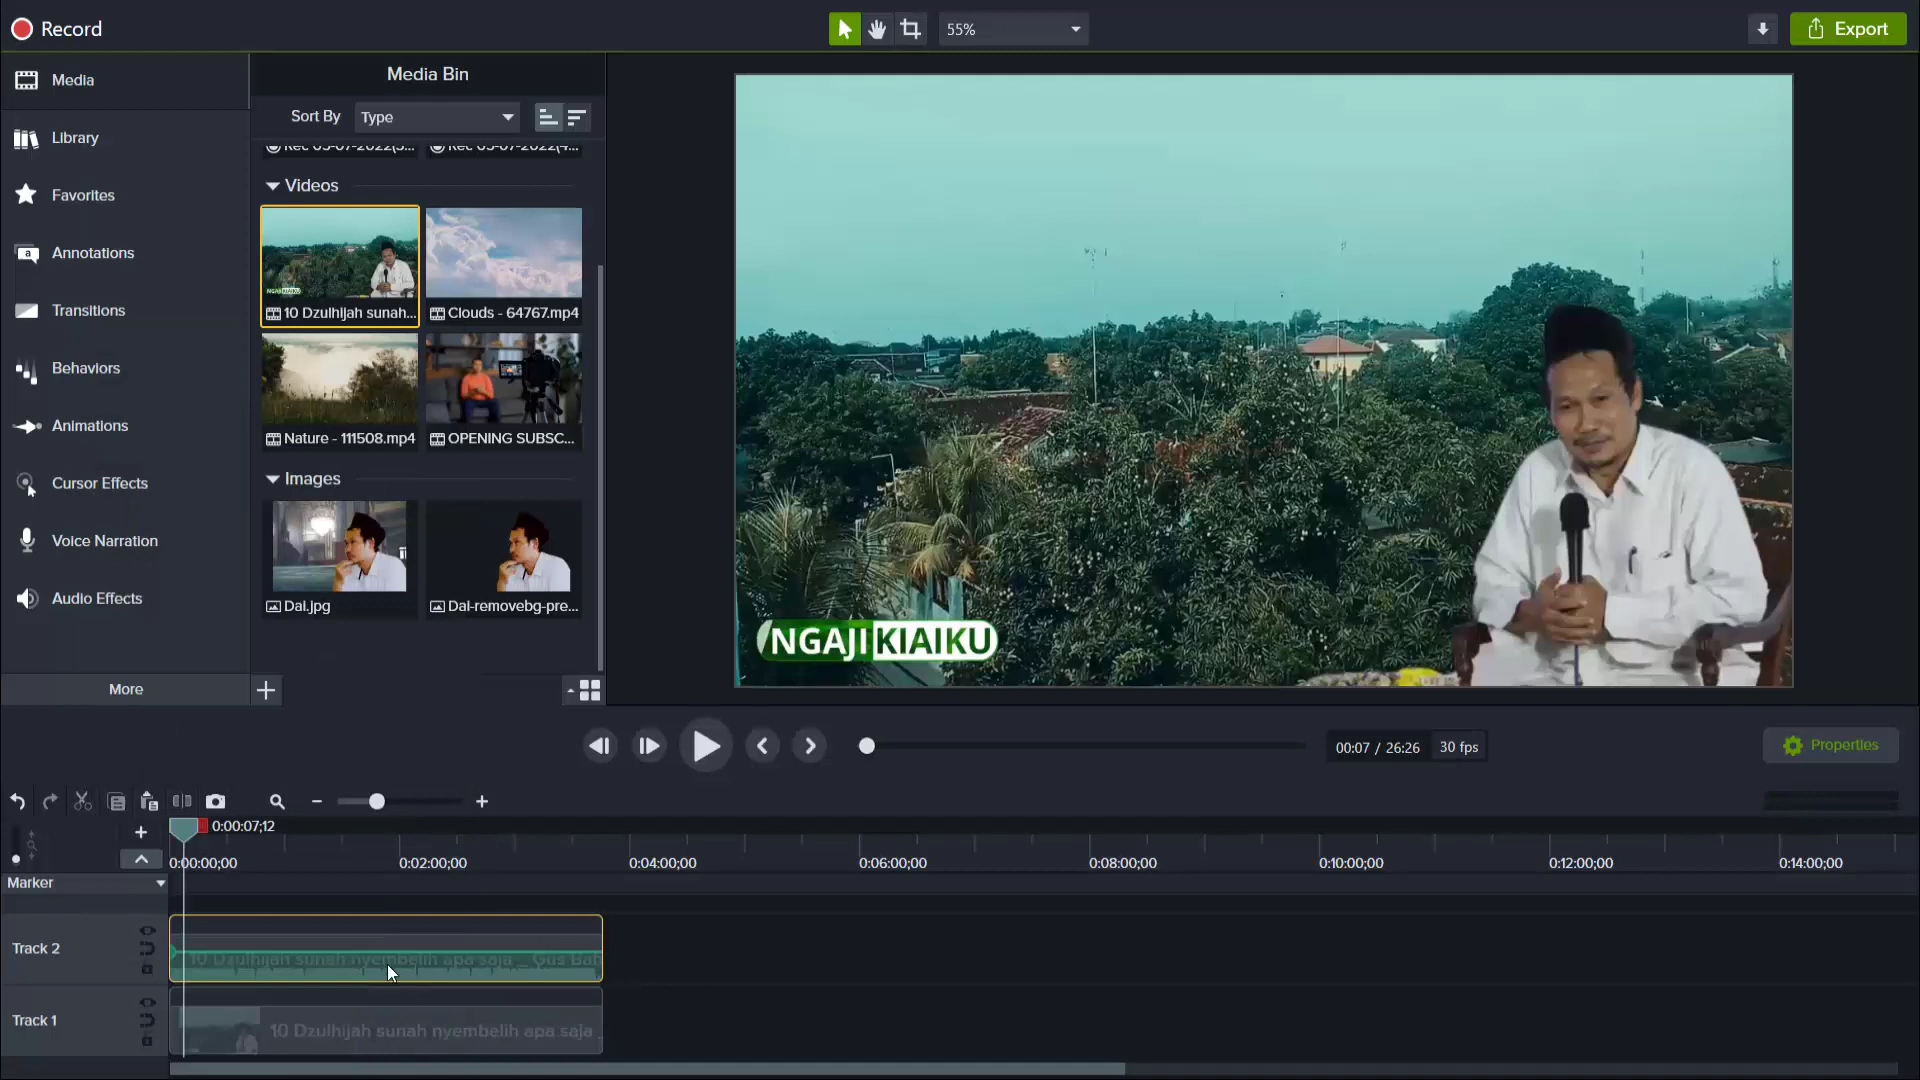 Record
55%
Export
Media
Library
Favorites
Annotations
Transitions
Behaviors
Animations
Cursor Effects
Voice Narration
Audio Effects
More
Media Bin
Sort By
Type
Videos
10 Dzulhijah sunah...
Clouds - 64767.mp4
Nature - 111508.mp4
OPENING SUBSC...
Images
Dal.jpg
Dal-removebg-pre...
NGAJI KIAIKU
00:07 / 26:26
30 fps
Properties
0:00:07;12
0:00:00;00
0:02:00;00
0:04:00;00
0:06:00;00
0:08:00;00
0:10:00;00
0:12:00;00
0:14:00;00
Marker
Track 2
10 Dzulhijah sunah nyembelih apa saja _ Gus Bah
Track 1
10 Dzulhijah sunah nyembelih apa saja